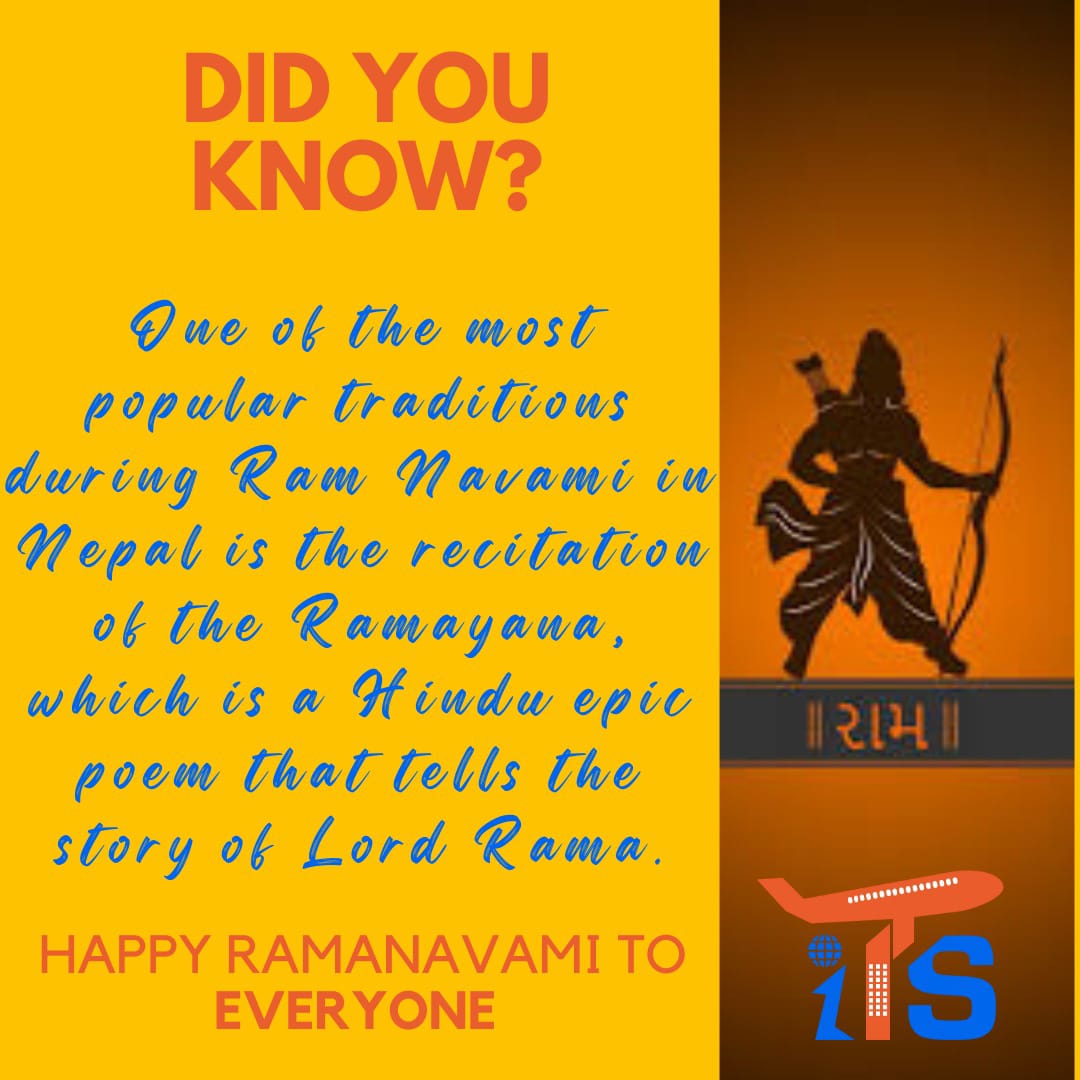 DID YOU
KNOW?
One of the most
popular traditions
during Ram Navami in
Nepal is the recitation
of the Ramayana,
which is a Hindu epic
poem that tells the
story of Lord Rama.
HAPPY RAMANAVAMI TO
EVERYONE
॥ રામ ॥
iTS